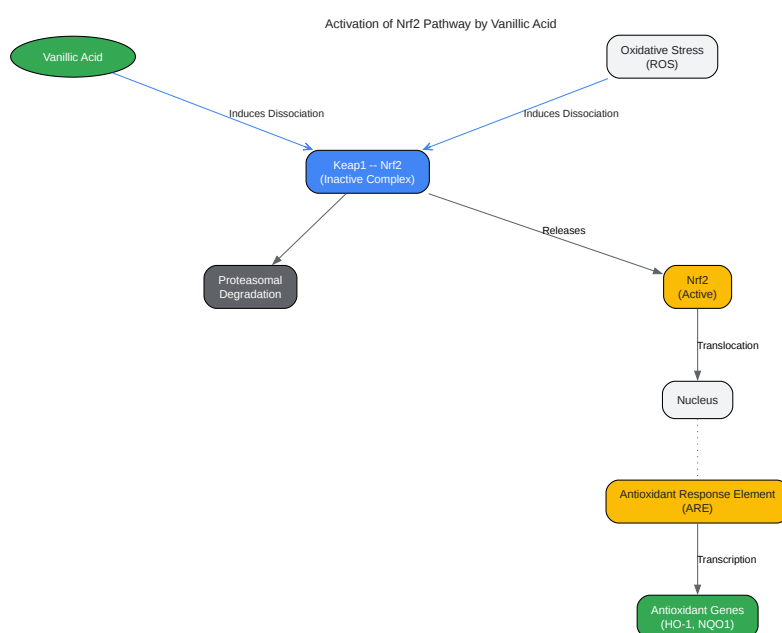 Activation of Nrf2 Pathway by Vanillic Acid
Vanillic Acid
Oxidative Stress
(ROS)
Induces Dissociation
Induces Dissociation
Keap1 -- Nrf2
(Inactive Complex)
Releases
Proteasomal
Degradation
Nrf2
(Active)
Translocation
Nucleus
Antioxidant Response Element
(ARE)
Transcription
Antioxidant Genes
(HO-1, NQO1)